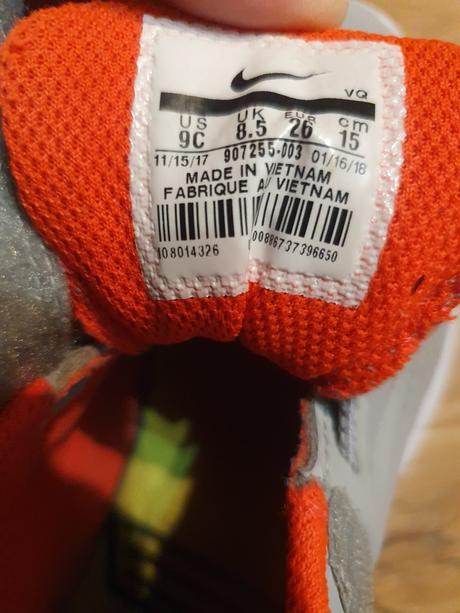 VQ
US UK EUR cm
9C 8.5 26 15
11/15/17 907255-003 01/16/18
MADE IN VIETNAM
FABRIQUE AU VIETNAM
00886737396650